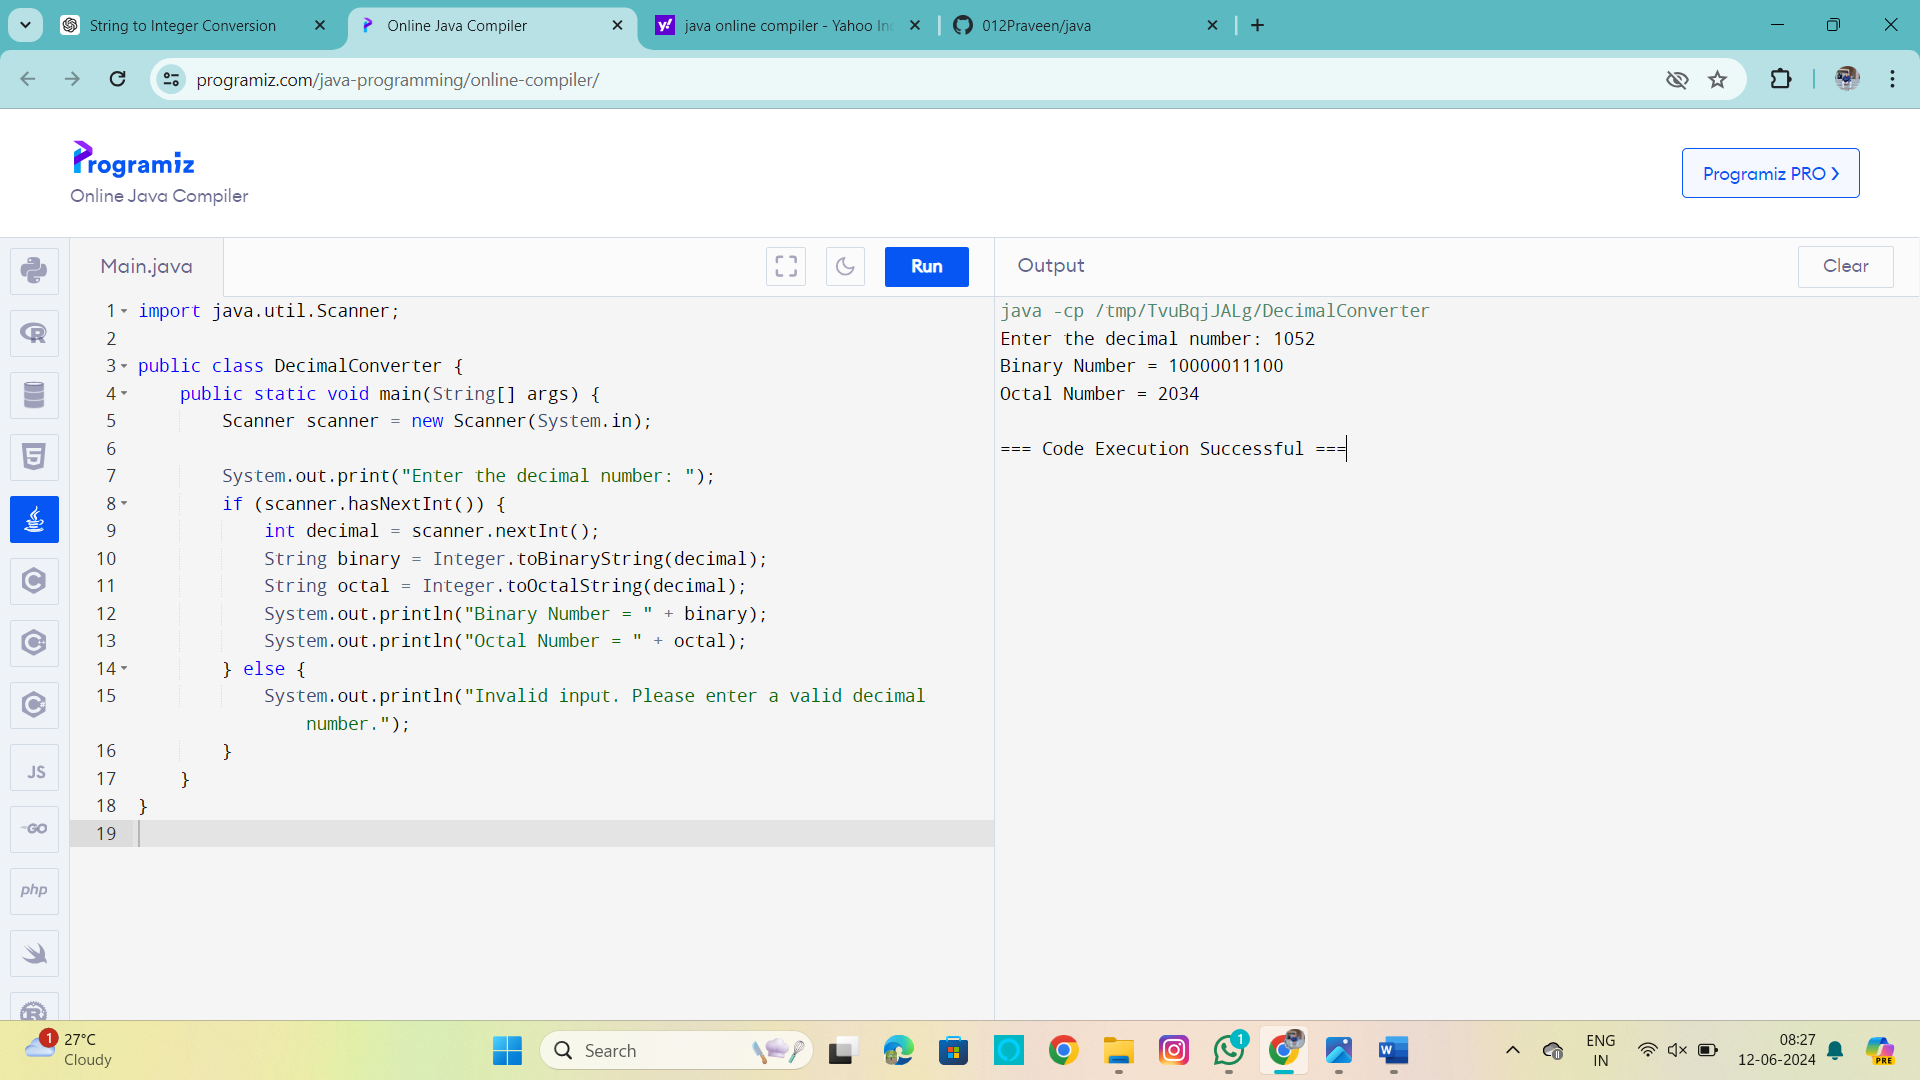 String to Integer Conversion
Online Java Compiler
java online compiler - Yahoo In
012Praveen/java
programiz.com/java-programming/online-compiler/
Programiz
Online Java Compiler
Programiz PRO ❯
Main.java
Run
Output
Clear
1 import java.util.Scanner;
2
3 public class DecimalConverter {
4 public static void main(String[] args) {
5 Scanner scanner = new Scanner(System.in);
6
7 System.out.print("Enter the decimal number: ");
8 if (scanner.hasNextInt()) {
9 int decimal = scanner.nextInt();
10 String binary = Integer.toBinaryString(decimal);
11 String octal = Integer.toOctalString(decimal);
12 System.out.println("Binary Number = " + binary);
13 System.out.println("Octal Number = " + octal);
14 } else {
15 System.out.println("Invalid input. Please enter a valid decimal
number.");
16 }
17 }
18 }
19
java -cp /tmp/TvuBqjJALg/DecimalConverter
Enter the decimal number: 1052
Binary Number = 10000011100
Octal Number = 2034
=== Code Execution Successful ===
JS
GO
php
1
27°C
Cloudy
Search
1
ENG
IN
08:27
12-06-2024
PRE